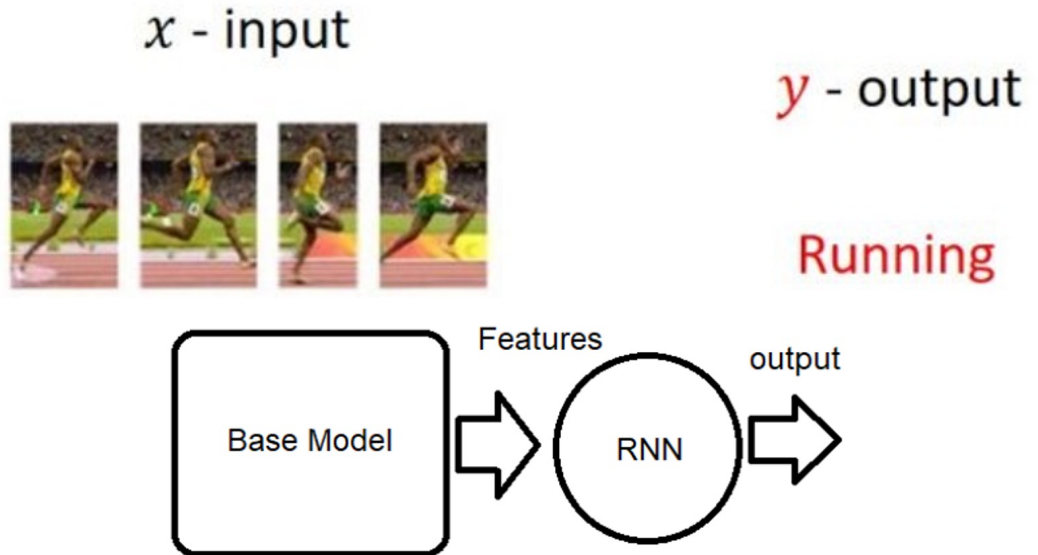 x - input
y - output
Running
Features
output
Base Model
RNN